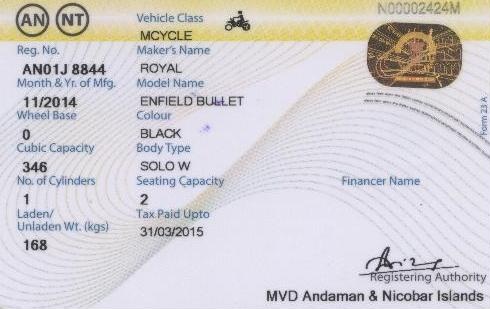 AN NT
Vehicle Class
N00002424M
MCYCLE
Reg. No.
Maker's Name
AN01J 8844
ROYAL
Month & Yr. of Mfg.
Model Name
11/2014
ENFIELD BULLET
Wheel Base
Colour
0
BLACK
Cubic Capacity
Body Type
346
SOLO W
No. of Cylinders
Seating Capacity
Financer Name
1
2
Laden/
Unladen Wt. (kgs)
Tax Paid Upto
168
31/03/2015
Form 23 A
Registering Authority
MVD Andaman & Nicobar Islands